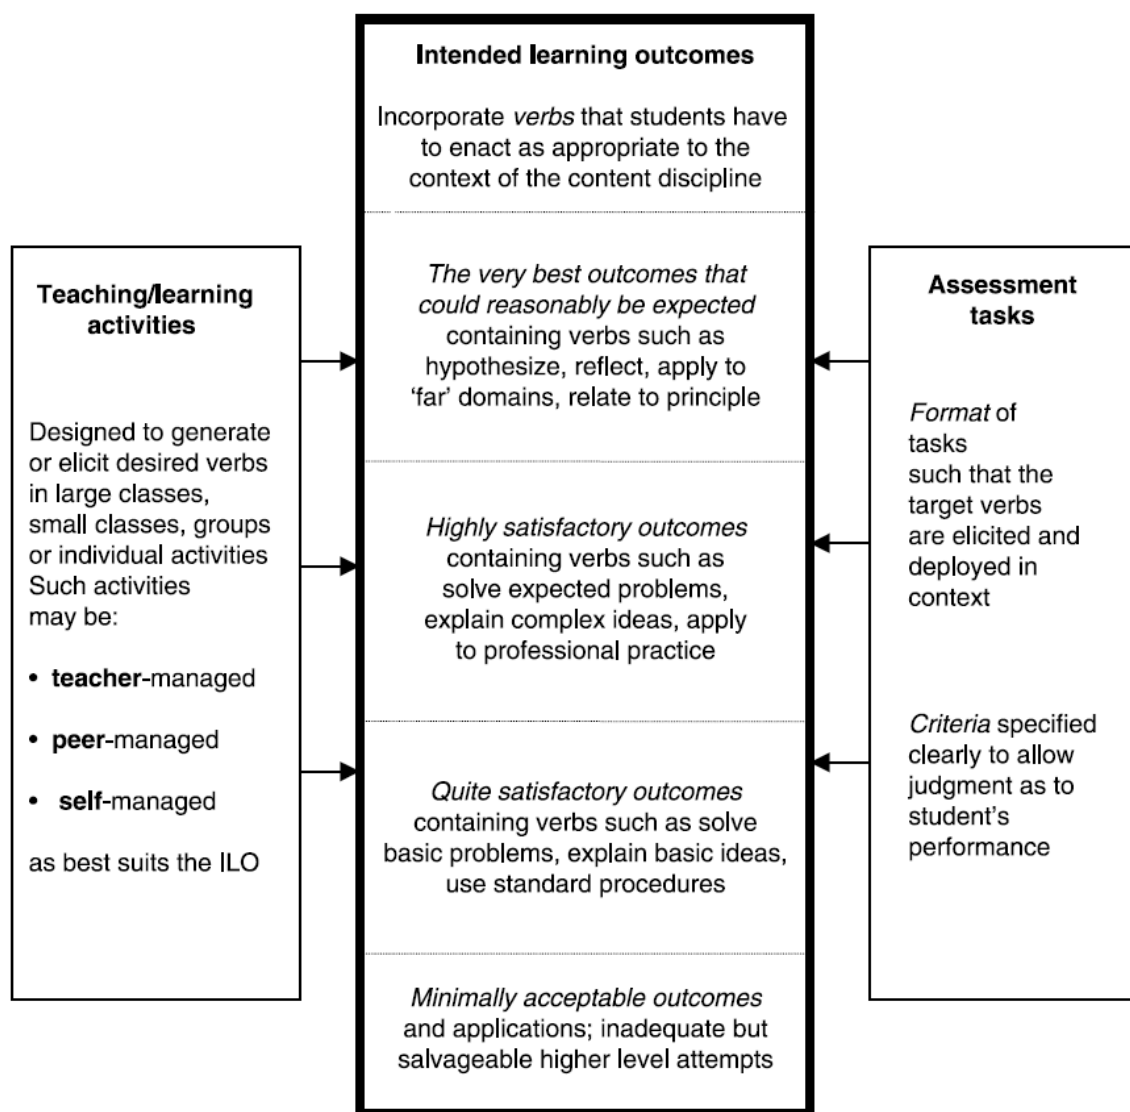 Intended learning outcomes
Incorporate verbs that students have
to enact as appropriate to the
context of the content discipline
Teaching/learning
activities
Designed to generate
or elicit desired verbs
in large classes,
small classes, groups
or individual activities
Such activities
may be:
• teacher-managed
• peer-managed
• self-managed
as best suits the ILO
The very best outcomes that
could reasonably be expected
containing verbs such as
hypothesize, reflect, apply to
‘far’ domains, relate to principle
Highly satisfactory outcomes
containing verbs such as
solve expected problems,
explain complex ideas, apply
to professional practice
Quite satisfactory outcomes
containing verbs such as solve
basic problems, explain basic ideas,
use standard procedures
Minimally acceptable outcomes
and applications; inadequate but
salvageable higher level attempts
Assessment
tasks
Format of
tasks
such that the
target verbs
are elicited and
deployed in
context
Criteria specified
clearly to allow
judgment as to
student’s
performance